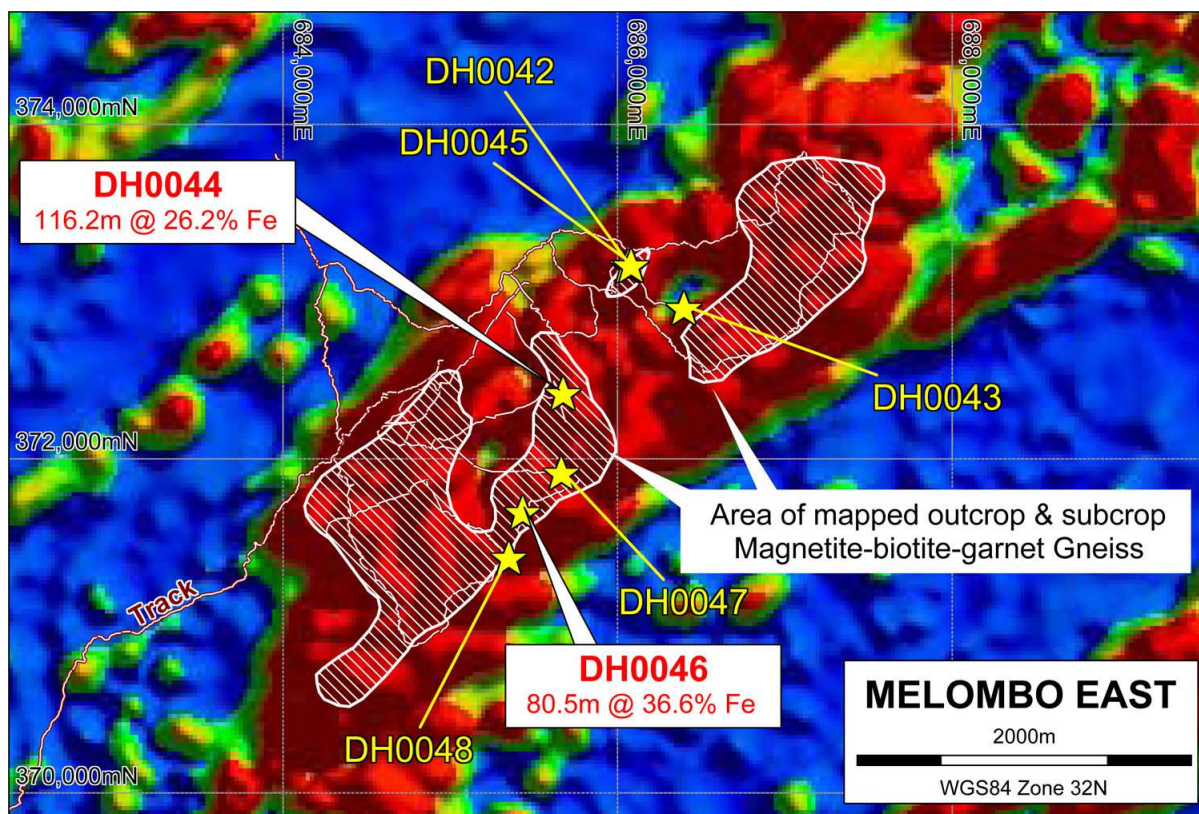 684,000mE
686,000mE
688,000mE
374,000mN
DH0042
DH0045
DH0044
116.2m @ 26.2% Fe
DH0043
372,000mN
Area of mapped outcrop & subcrop
Magnetite-biotite-garnet Gneiss
DH0047
Track
DH0046
80.5m @ 36.6% Fe
DH0048
370,000mN
MELOMBO EAST
2000m
WGS84 Zone 32N